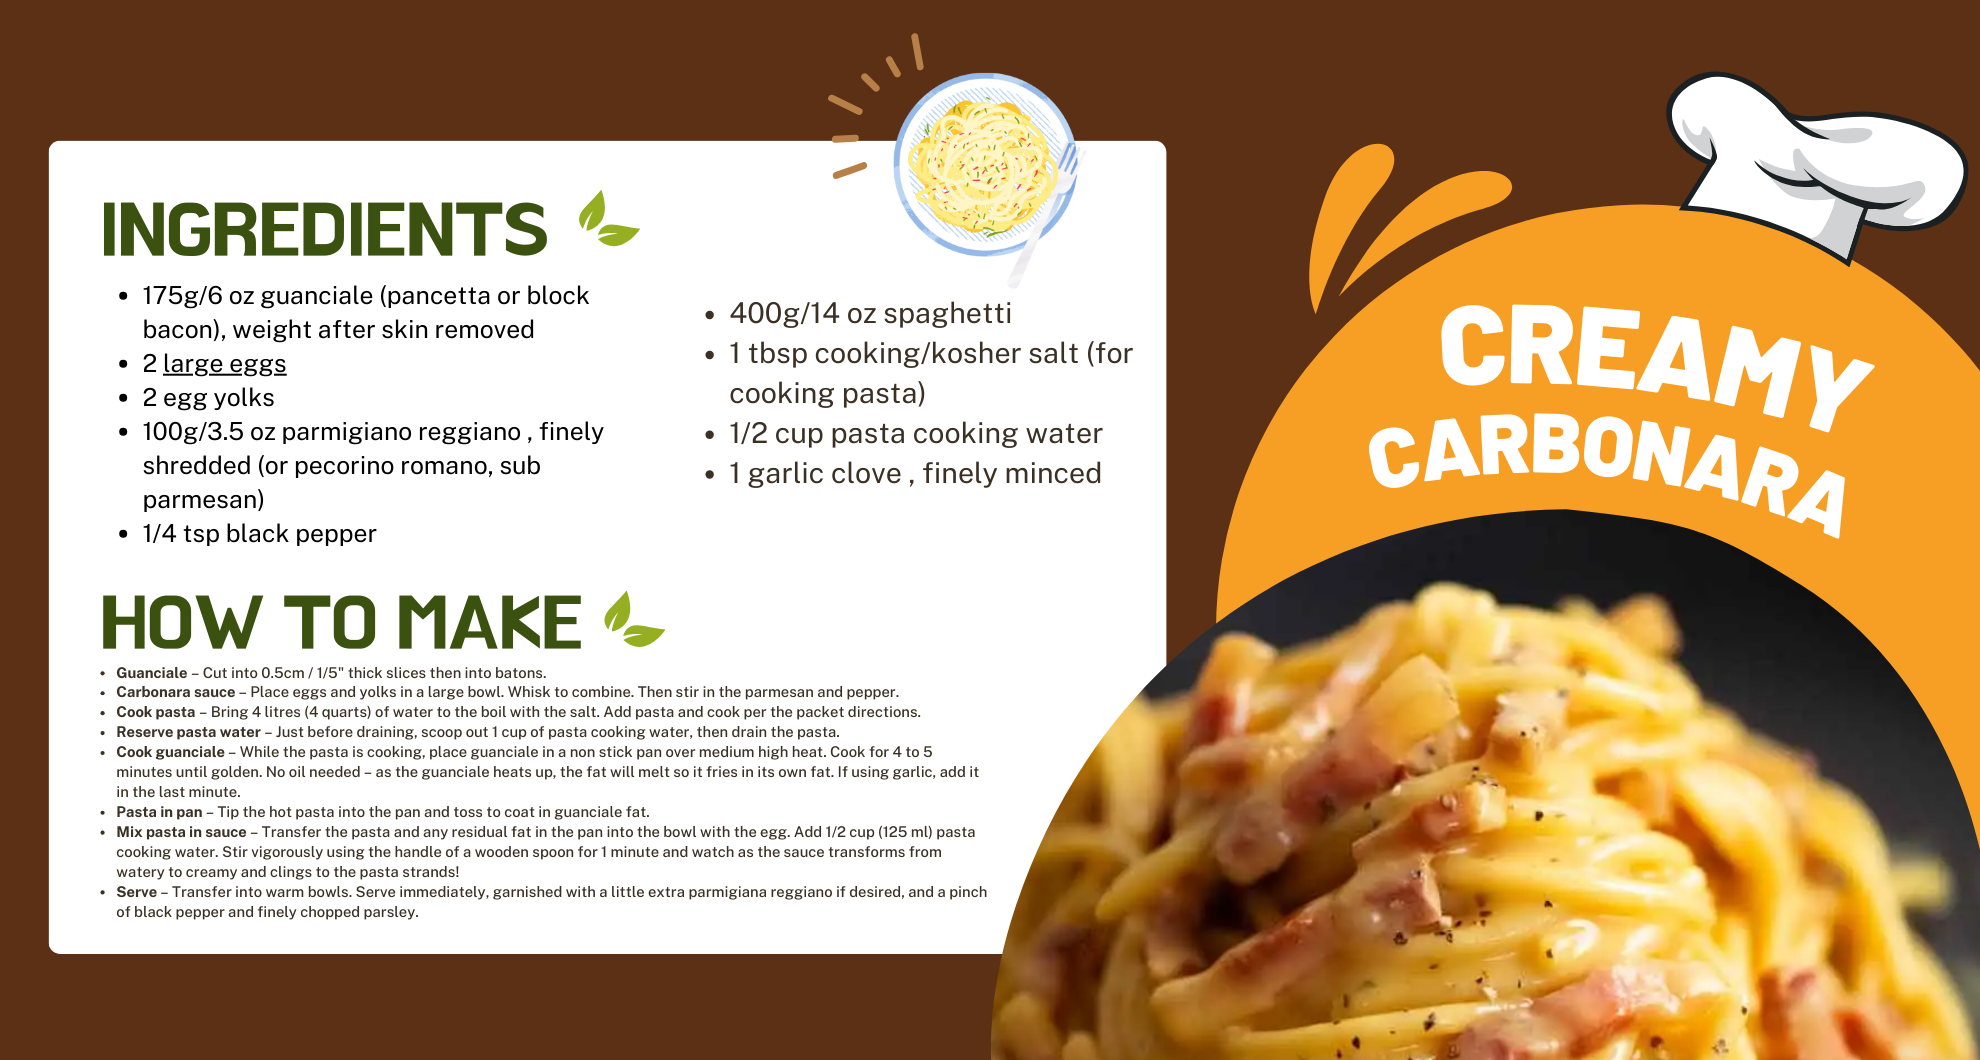 INGREDIENTS
• 175g/6 oz guanciale (pancetta or block
bacon), weight after skin removed
• 2 large eggs
• 2 egg yolks
• 100g/3.5 oz parmigiano reggiano , finely
shredded (or pecorino romano, sub
parmesan)
• 1/4 tsp black pepper
• 400g/14 oz spaghetti
• 1 tbsp cooking/kosher salt (for
cooking pasta)
• 1/2 cup pasta cooking water
• 1 garlic clove , finely minced
HOW TO MAKE
• Guanciale – Cut into 0.5cm / 1/5" thick slices then into batons.
• Carbonara sauce – Place eggs and yolks in a large bowl. Whisk to combine. Then stir in the parmesan and pepper.
• Cook pasta – Bring 4 litres (4 quarts) of water to the boil with the salt. Add pasta and cook per the packet directions.
• Reserve pasta water – Just before draining, scoop out 1 cup of pasta cooking water, then drain the pasta.
• Cook guanciale – While the pasta is cooking, place guanciale in a non stick pan over medium high heat. Cook for 4 to 5
minutes until golden. No oil needed – as the guanciale heats up, the fat will melt so it fries in its own fat. If using garlic, add it
in the last minute.
• Pasta in pan – Tip the hot pasta into the pan and toss to coat in guanciale fat.
• Mix pasta in sauce – Transfer the pasta and any residual fat in the pan into the bowl with the egg. Add 1/2 cup (125 ml) pasta
cooking water. Stir vigorously using the handle of a wooden spoon for 1 minute and watch as the sauce transforms from
watery to creamy and clings to the pasta strands!
• Serve – Transfer into warm bowls. Serve immediately, garnished with a little extra parmigiana reggiano if desired, and a pinch
of black pepper and finely chopped parsley.
CREAMY
CARBONARA